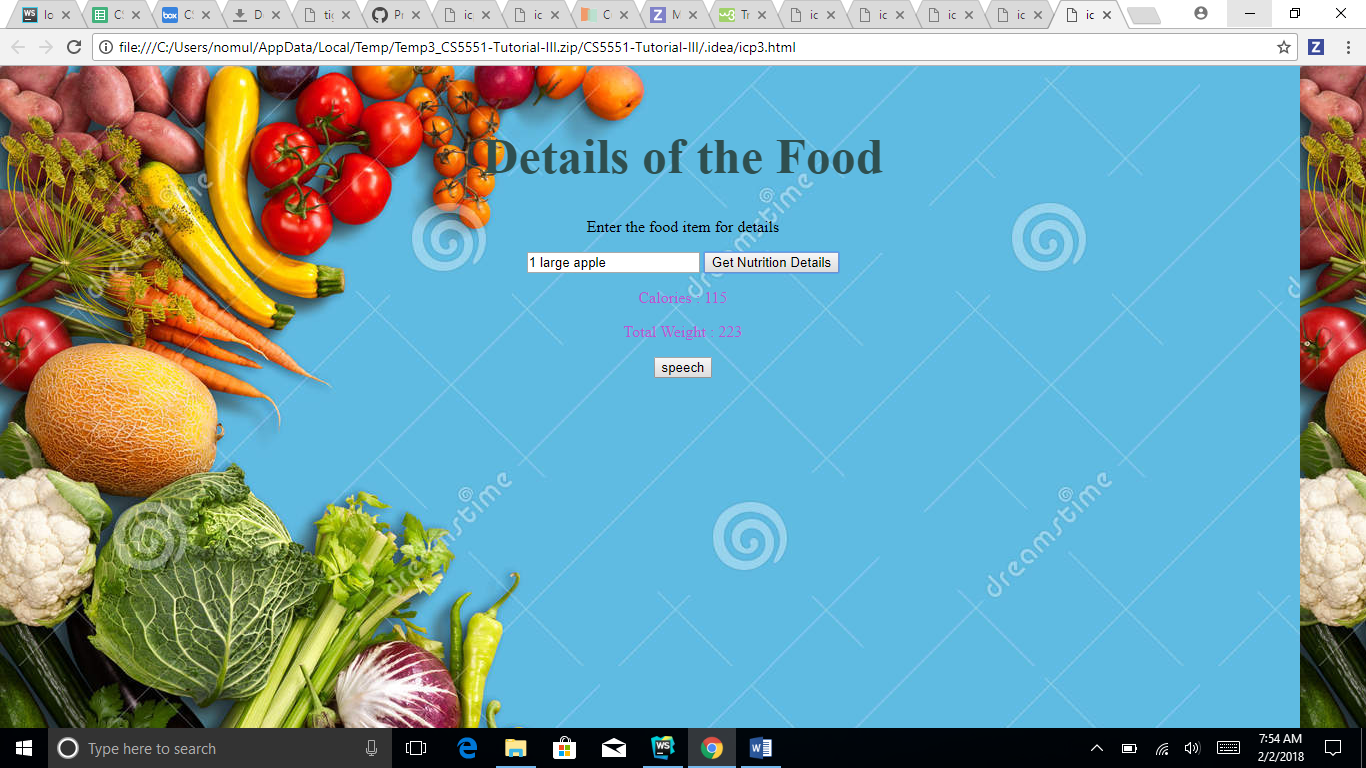 lo
CS
CS
D
tig
Pr
ic
ic
C
M
Tr
ic
ic
ic
ic
ic
file:///C:/Users/nomul/AppData/Local/Temp/Temp3_CS5551-Tutorial-III.zip/CS5551-Tutorial-III/.idea/icp3.html
Details of the Food
Enter the food item for details
1 large apple Get Nutrition Details
Calories : 115
Total Weight : 223
speech
dreamstime
dreamstime
dreamstime
dreamstime
dreamstime
Type here to search
7:54 AM
2/2/2018